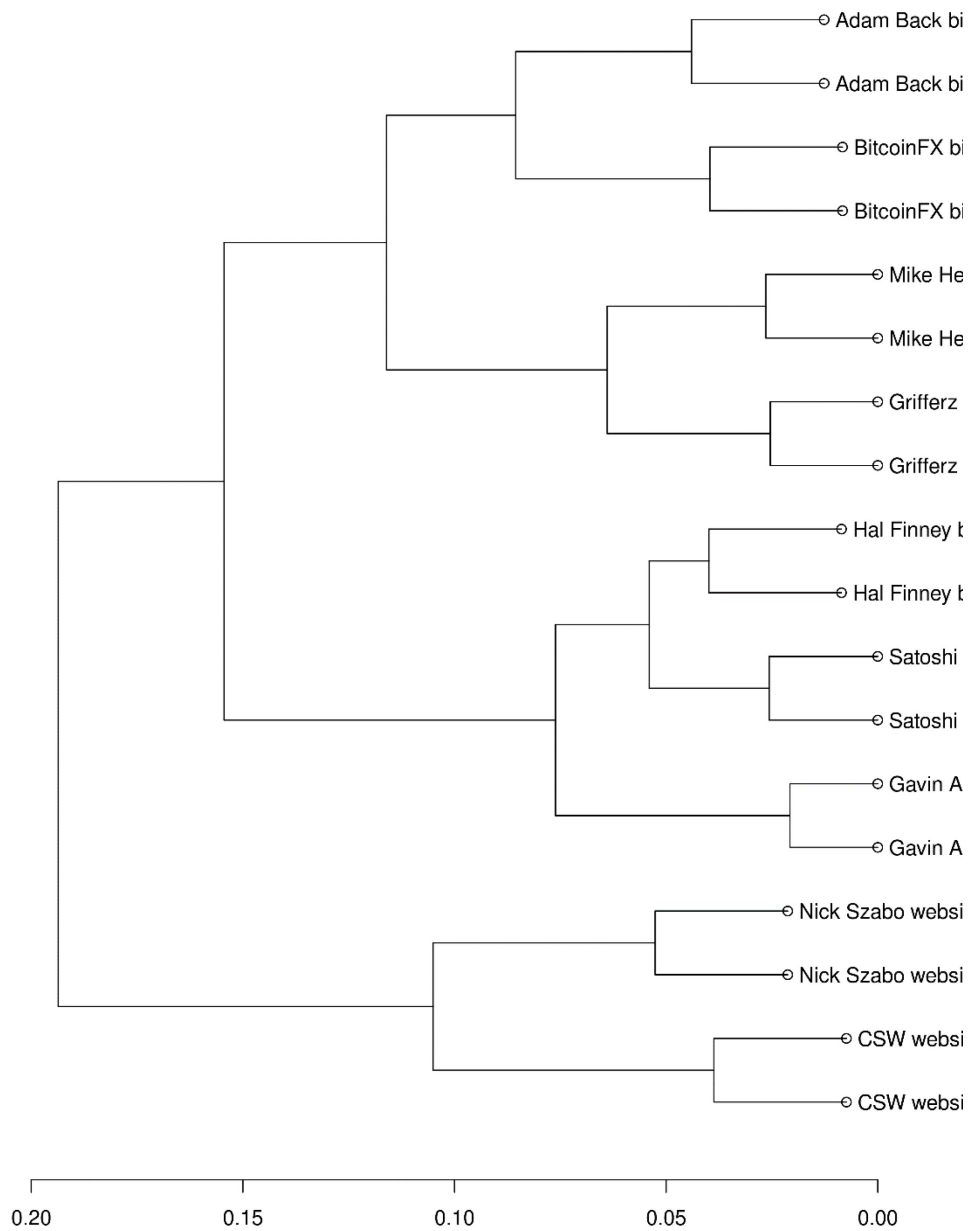 Adam Back bi
Adam Back bi
BitcoinFX bi
BitcoinFX bi
Mike He
Mike He
Grifferz
Grifferz
Hal Finney b
Hal Finney b
Satoshi
Satoshi
Gavin A
Gavin A
Nick Szabo websi
Nick Szabo websi
CSW websi
CSW websi
0.20 0.15 0.10 0.05 0.00